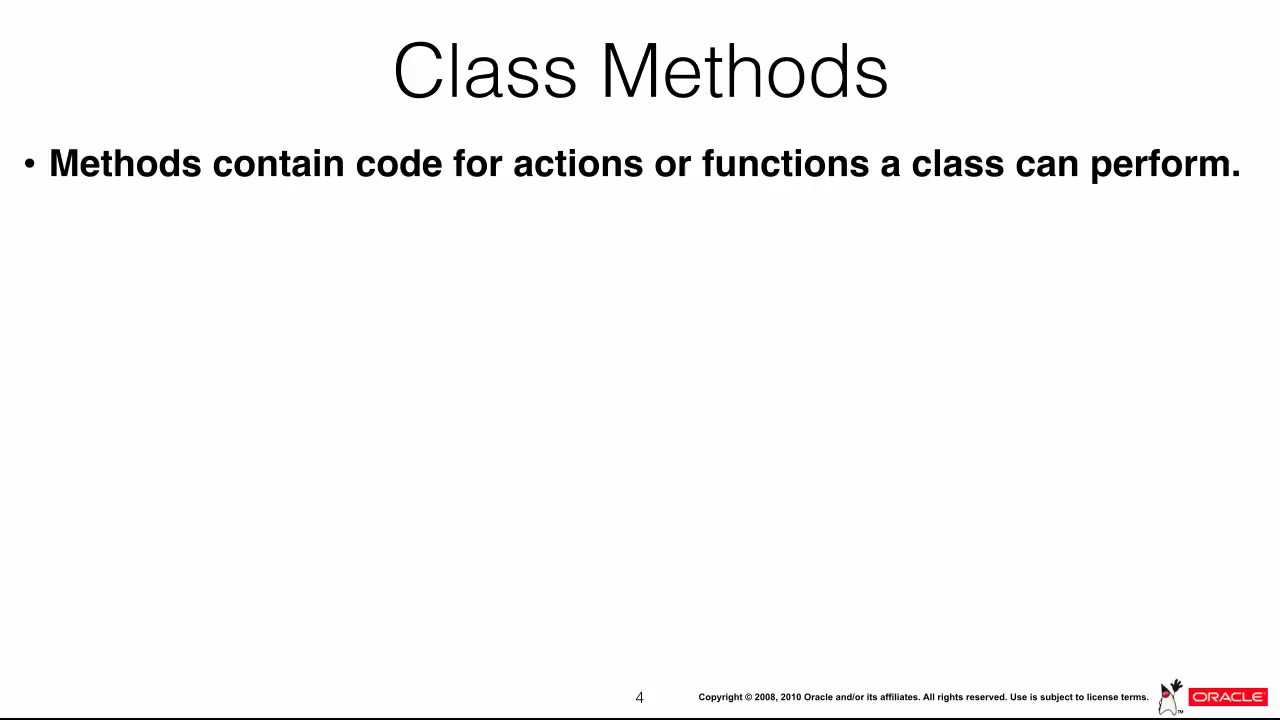 Class Methods
• Methods contain code for actions or functions a class can perform.
4
Copyright © 2008, 2010 Oracle and/or its affiliates. All rights reserved. Use is subject to license terms.
™
ORACLE